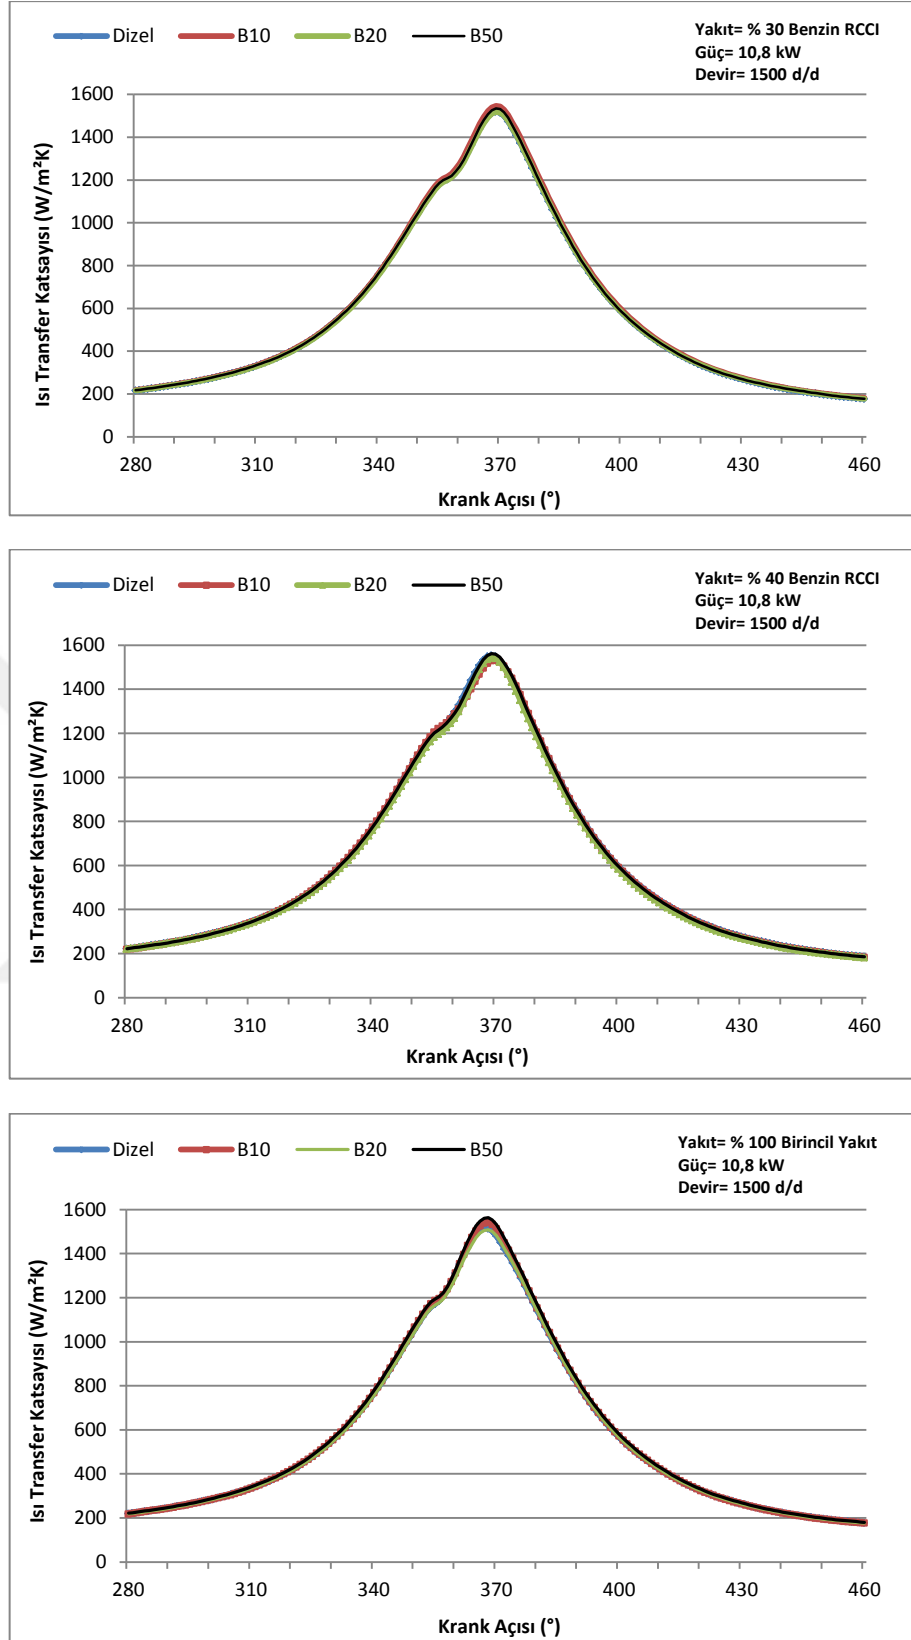 Dizel B10 B20 B50
Yakıt= % 30 Benzin RCCI
Güç= 10,8 kW
Devir= 1500 d/d
Isı Transfer Katsayısı (W/m²K)
1600
1400
1200
1000
800
600
400
200
0
280 310 340 370 400 430 460
Krank Açısı (°)
Dizel B10 B20 B50
Yakıt= % 40 Benzin RCCI
Güç= 10,8 kW
Devir= 1500 d/d
Isı Transfer Katsayısı (W/m²K)
1600
1400
1200
1000
800
600
400
200
0
280 310 340 370 400 430 460
Krank Açısı (°)
Dizel B10 B20 B50
Yakıt= % 100 Birincil Yakıt
Güç= 10,8 kW
Devir= 1500 d/d
Isı Transfer Katsayısı (W/m²K)
1600
1400
1200
1000
800
600
400
200
0
280 310 340 370 400 430 460
Krank Açısı (°)